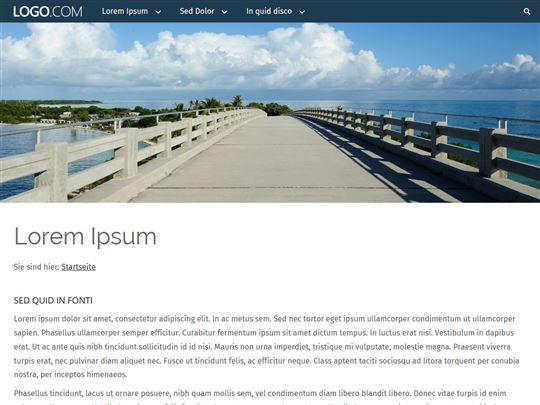 LOGO.COM Lorem Ipsum Sed Dolor In quid disco
Lorem Ipsum
Sie sind hier: Startseite
SED QUID IN FONTI
Lorem ipsum dolor sit amet, consectetur adipiscing elit. In ac metus sem. Sed nec tortor eget ipsum ullamcorper condimentum ut ullamcorper
sapien. Phasellus ullamcorper semper efficitur. Curabitur fermentum ipsum sit amet dictum tempus. In luctus erat nisi. Vestibulum in dapibus
erat. Ut ac ante quis nibh tincidunt sollicitudin id id nisi. Mauris non urna imperdiet, tristique mi vulputate, molestie magna. Praesent viverra
turpis erat, nec pulvinar diam aliquet nec. Fusce ut tincidunt felis, ac efficitur neque. Class aptent taciti sociosqu ad litora torquent per conubia
nostra, per inceptos himenaeos.
Phasellus tincidunt, lacus ut ornare posuere, nibh quam mollis sem, vel condimentum diam libero blandit turpis. Donec vitae turpis id enim